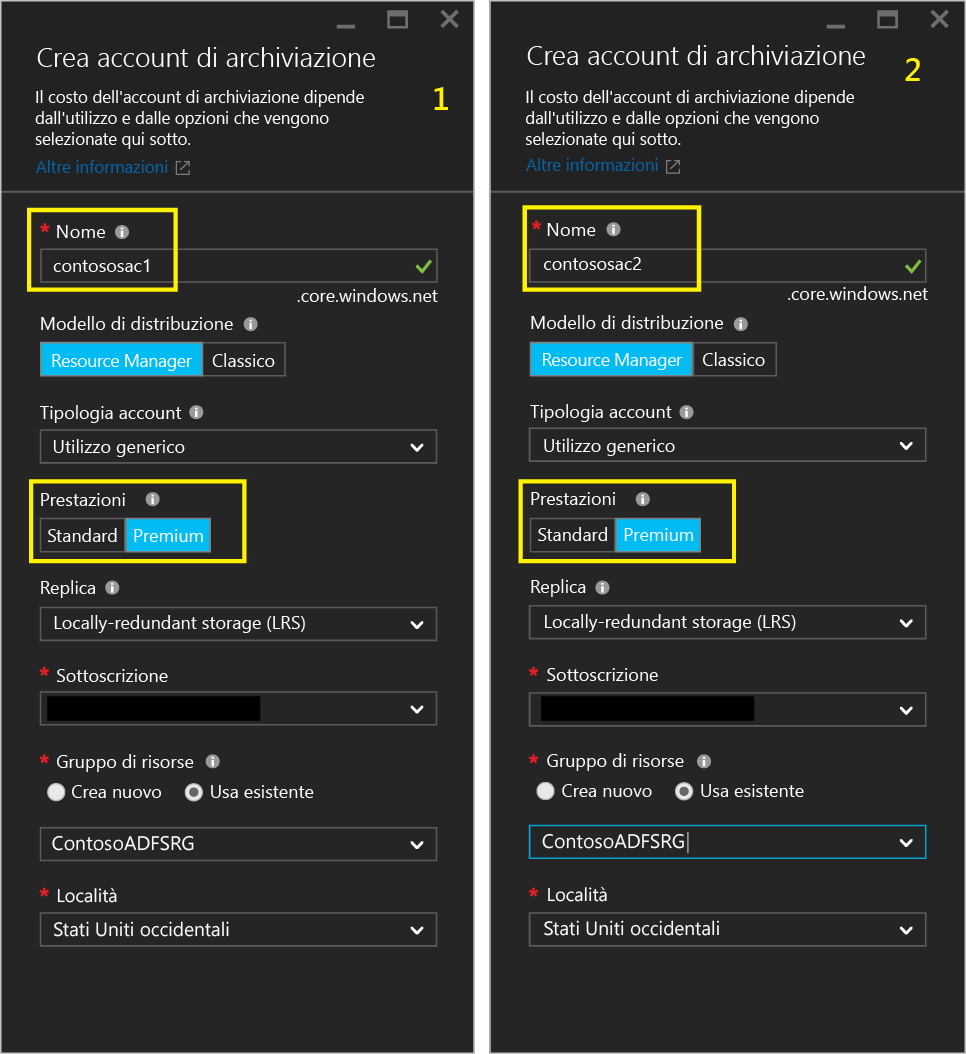 Crea account di archiviazione
1
Il costo dell'account di archiviazione dipende
dall'utilizzo e dalle opzioni che vengono
selezionate qui sotto.
Altre informazioni
* Nome
contososac1
.core.windows.net
Modello di distribuzione
Resource Manager Classico
Tipologia account
Utilizzo generico
Prestazioni
Standard Premium
Replica
Locally-redundant storage (LRS)
* Sottoscrizione
* Gruppo di risorse
Crea nuovo Usa esistente
ContosoADFSRG
* Località
Stati Uniti occidentali
Crea account di archiviazione
2
Il costo dell'account di archiviazione dipende
dall'utilizzo e dalle opzioni che vengono
selezionate qui sotto.
Altre informazioni
* Nome
contososac2
.core.windows.net
Modello di distribuzione
Resource Manager Classico
Tipologia account
Utilizzo generico
Prestazioni
Standard Premium
Replica
Locally-redundant storage (LRS)
* Sottoscrizione
* Gruppo di risorse
Crea nuovo Usa esistente
ContosoADFSRG
* Località
Stati Uniti occidentali